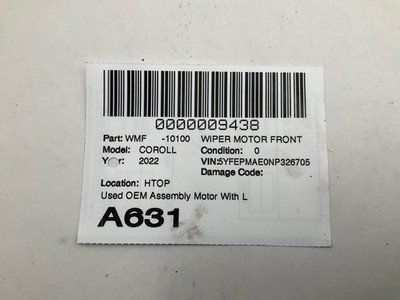 0000009438
Part: WMF -10100 WIPER MOTOR FRONT
Model: COROLL Condition: 0
Year: 2022 VIN:5YFEPMAE0NP326705
Damage Code:
Location: HTOP
Used OEM Assembly Motor With L
A631